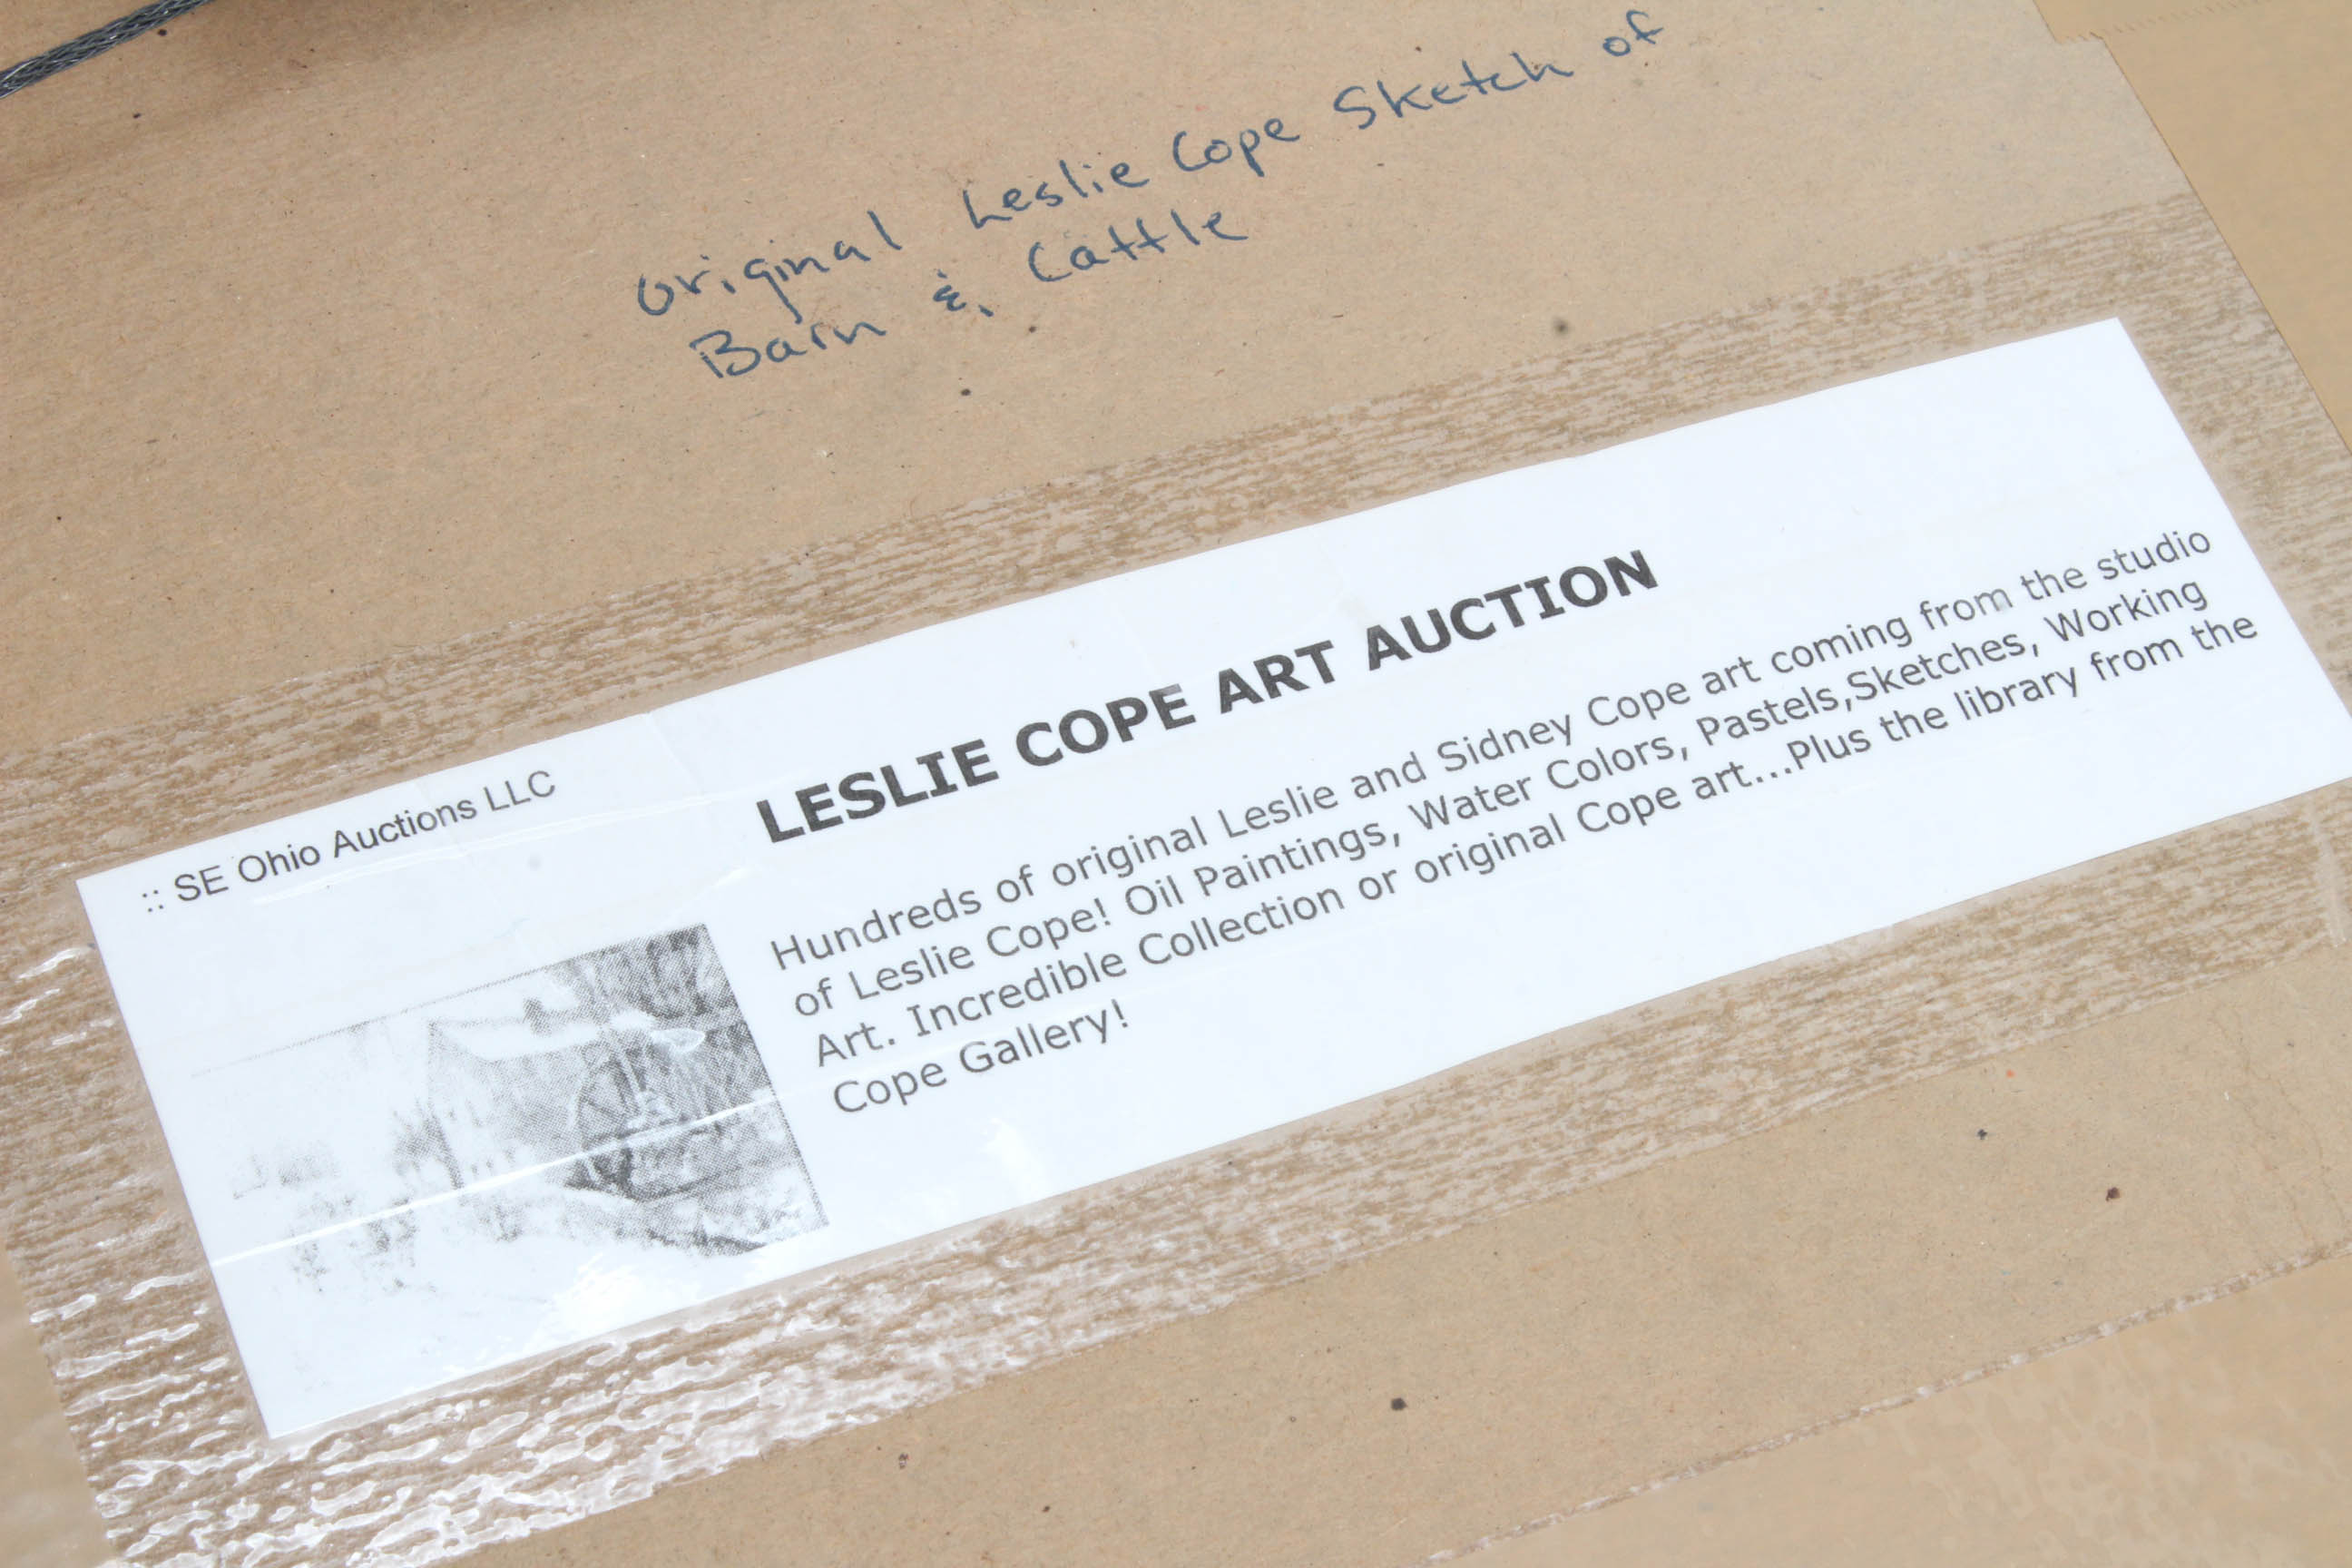 Original Leslie Cope Sketch of
Barn &. Cattle
:: SE Ohio Auctions LLC
LESLIE COPE ART AUCTION
Hundreds of original Leslie and Sidney Cope art coming from the studio
of Leslie Cope! Oil Paintings, Water Colors, Pastels,Sketches, Working
Art. Incredible Collection or original Cope art...Plus the library from the
Cope Gallery!